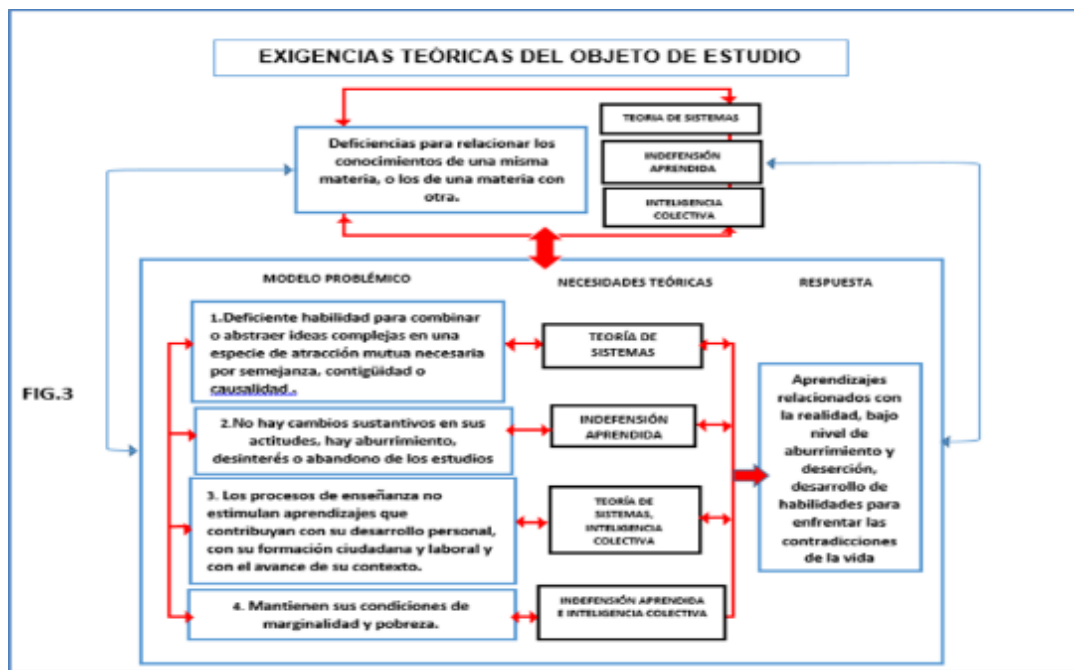 EXIGENCIAS TEÓRICAS DEL OBJETO DE ESTUDIO
Deficiencias para relacionar los
conocimientos de una misma
materia, o los de una materia con
otra.
TEORIA DE SISTEMAS
INDEFENSIÓN
APRENDIDA
INTELIGENCIA
COLECTIVA
MODELO PROBLÉMICO
NECESIDADES TEÓRICAS
RESPUESTA
1.Deficiente habilidad para combinar
o abstraer ideas complejas en una
especie de atracción mutua necesaria
por semejanza, contigüidad o
causalidad .
TEORÍA DE
SISTEMAS
FIG.3
2.No hay cambios sustantivos en sus
actitudes, hay aburrimiento,
desinterés o abandono de los estudios
INDEFENSIÓN
APRENDIDA
3. Los procesos de enseñanza no
estimulan aprendizajes que
contribuyan con su desarrollo personal,
con su formación ciudadana y laboral y
con el avance de su contexto.
TEORÍA DE
SISTEMAS,
INTELIGENCIA
COLECTIVA
4. Mantienen sus condiciones de
marginalidad y pobreza.
INDEFENSIÓN APRENDIDA
E INTELIGENCIA COLECTIVA
Aprendizajes
relacionados con
la realidad, bajo
nivel de
aburrimiento y
deserción,
desarrollo de
habilidades para
enfrentar las
contradicciones
de la vida